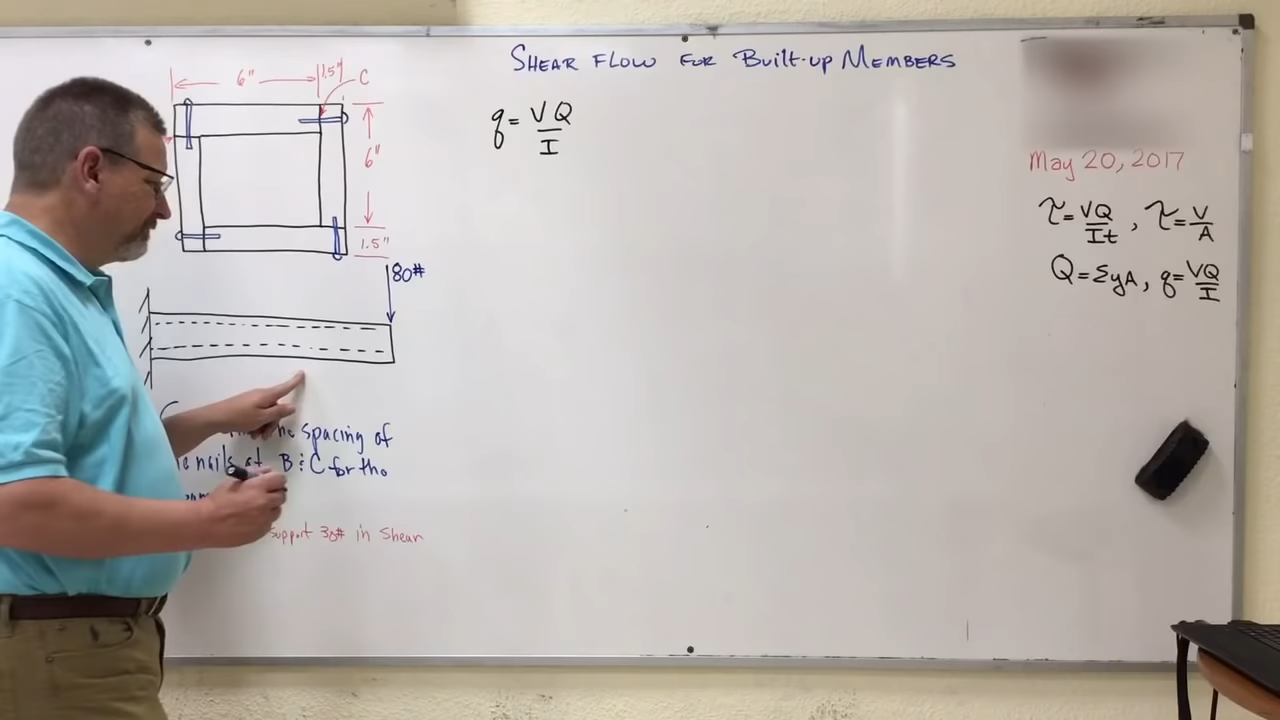 SHEAR FLOW FOR Built-up MEMBERS
6" 1.5" C
6"
1.5"
80#
q = VQ / I
May 20, 2017
τ = VQ / It , τ = V / A
Q = ΣyA, q = VQ / I
spacing of
nails at B & C for the
support 30# in Shear